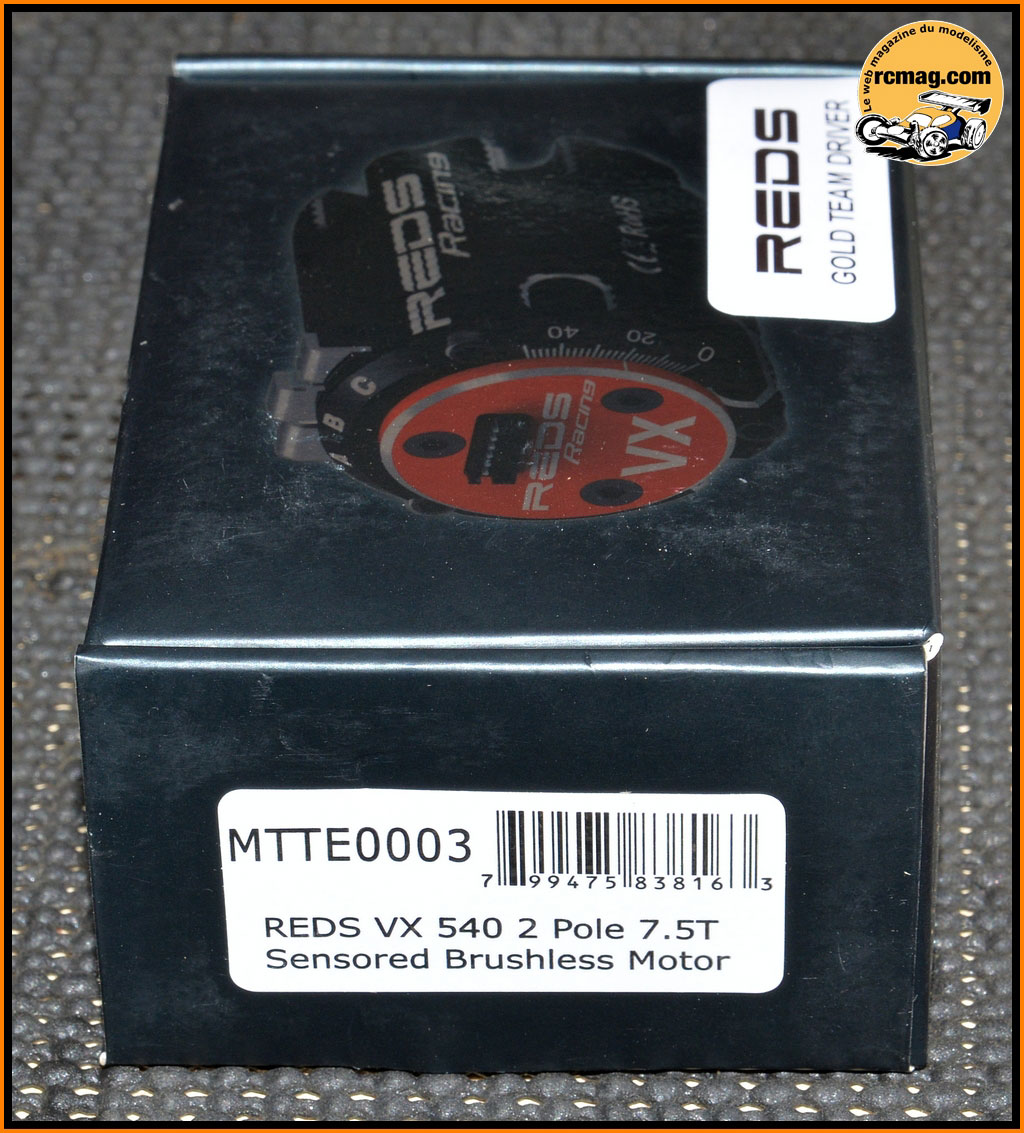 Le web magazine du modelisme
rcmag.com
REDS
GOLD TEAM DRIVER
REDS
Racing
CE RoHS
40 20 0
A B C
REDS
Racing
VX
MTTE0003
7 99475 83816 3
REDS VX 540 2 Pole 7.5T
Sensored Brushless Motor